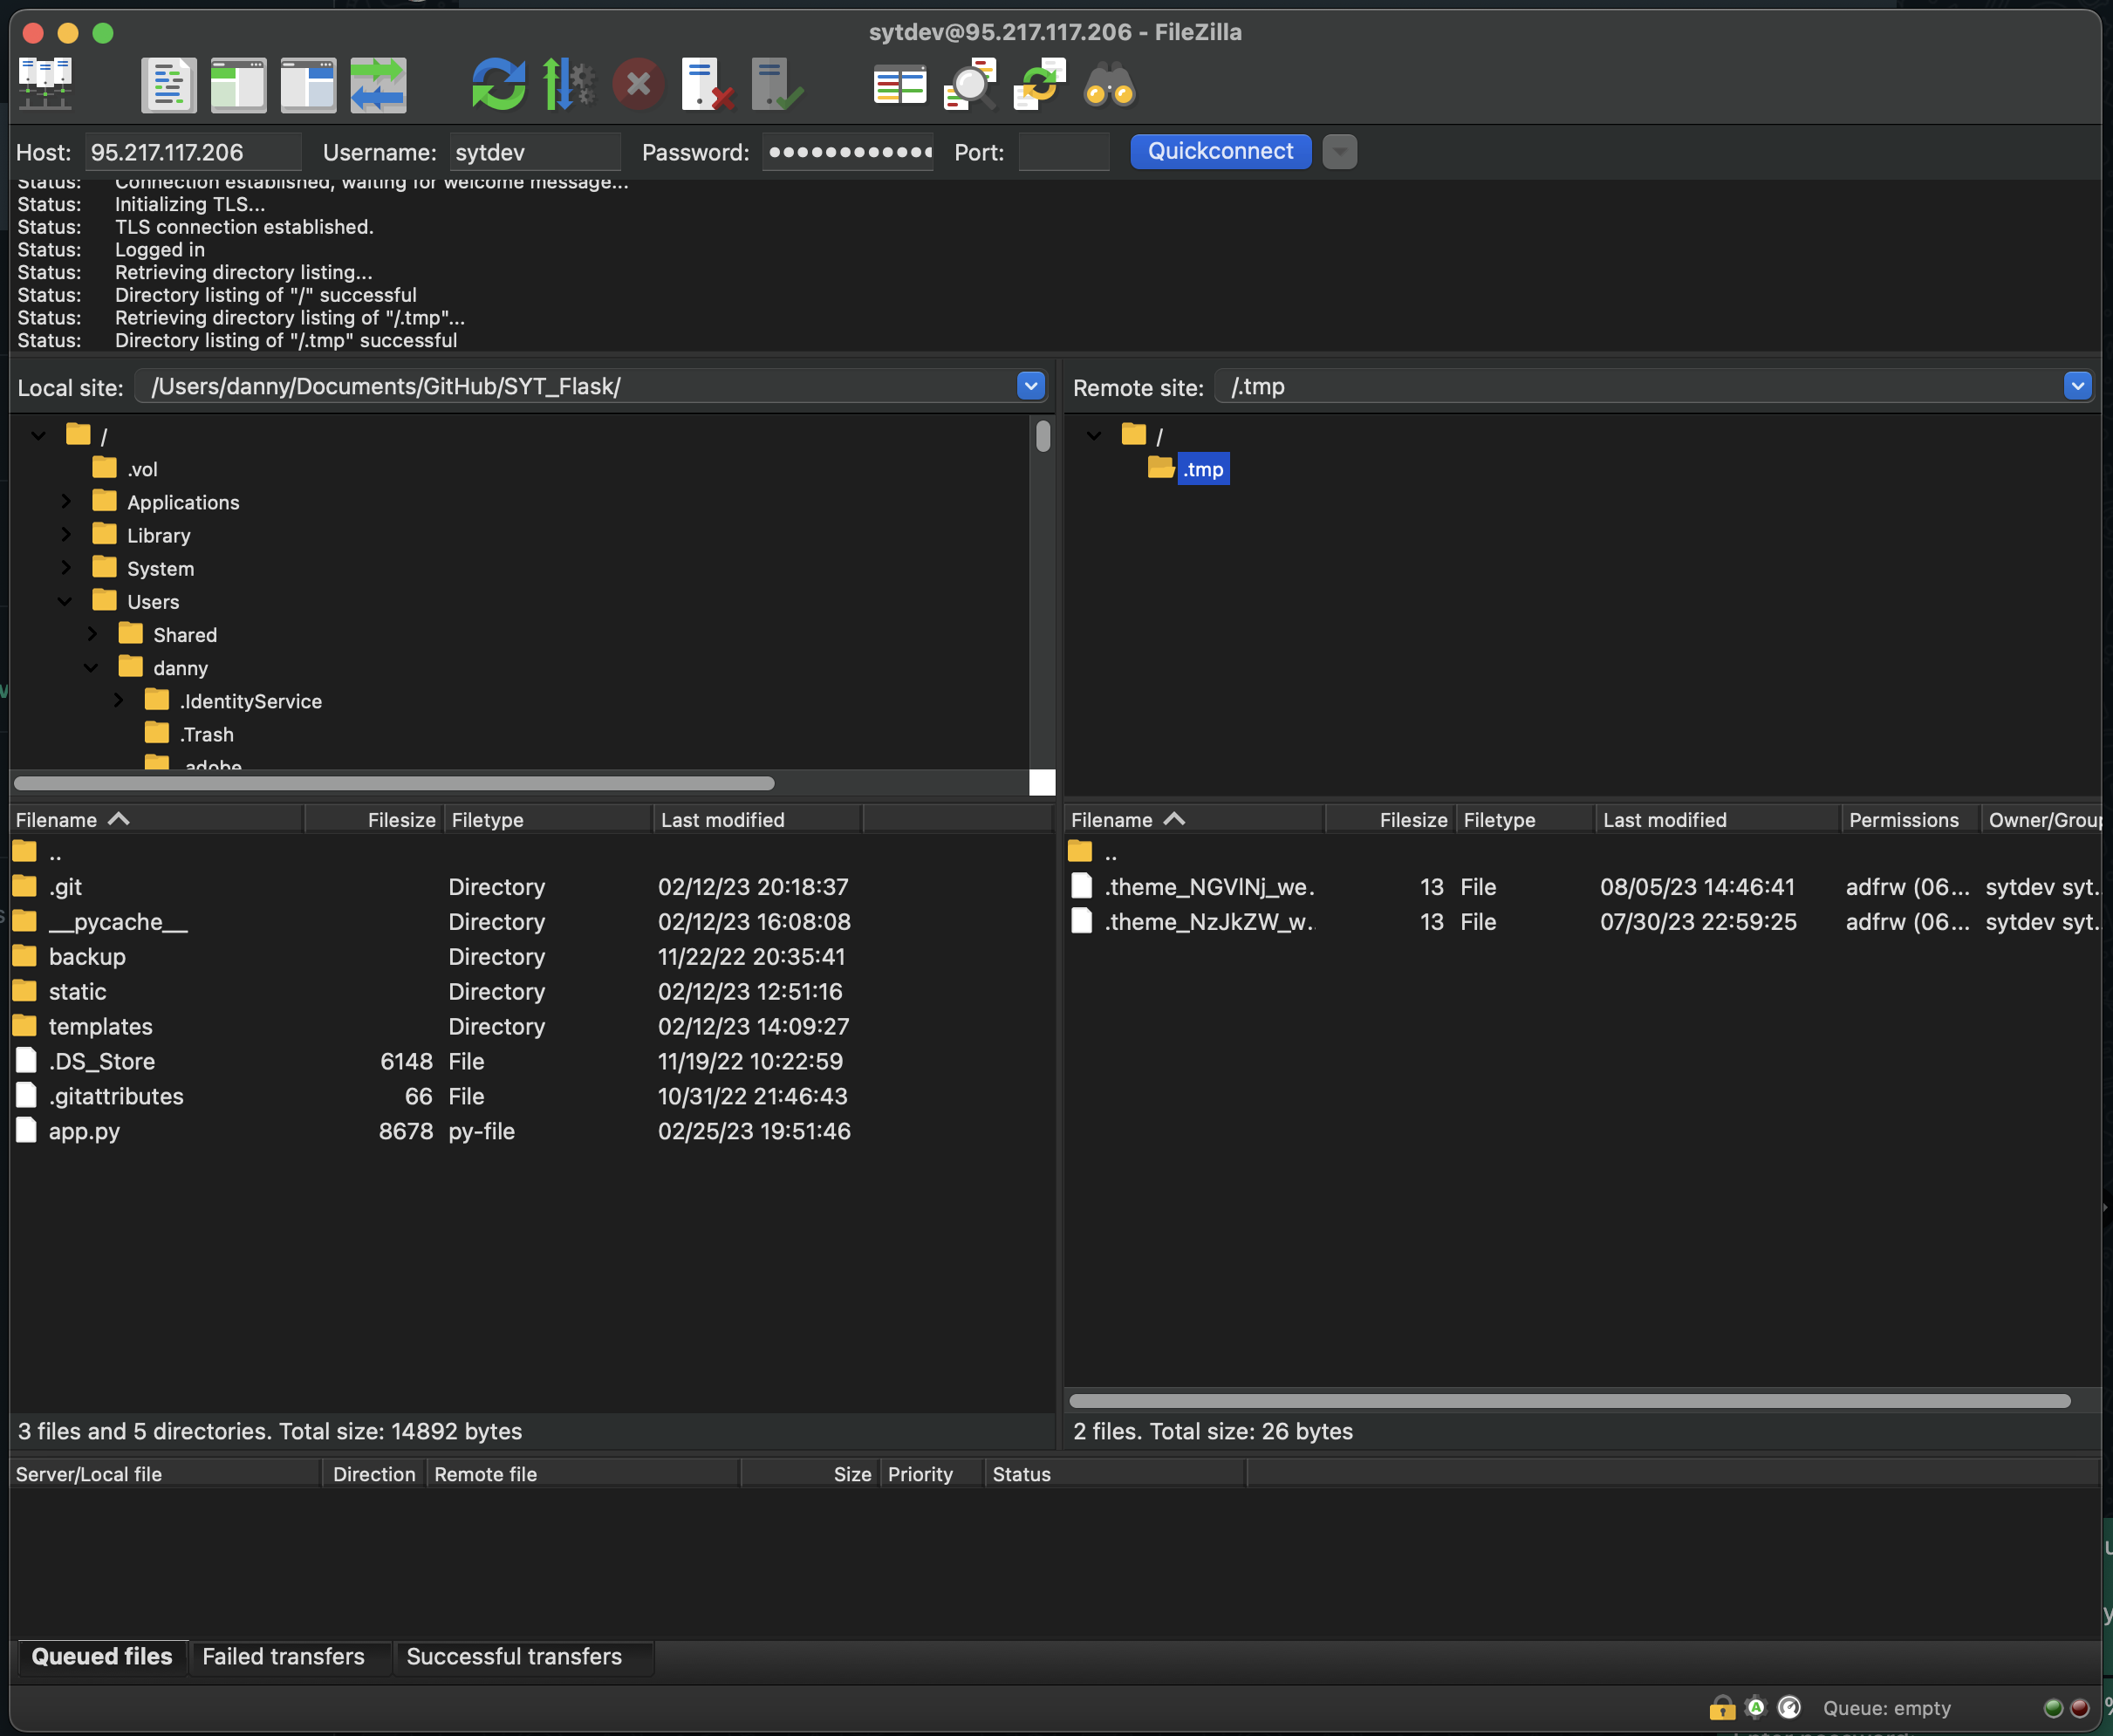 sytdev@95.217.117.206 - FileZilla
Host: 95.217.117.206 Username: sytdev Password: ●●●●●●●●●●●● Port: Quickconnect
Status: Connection established, waiting for welcome message...
Status: Initializing TLS...
Status: TLS connection established.
Status: Logged in
Status: Retrieving directory listing...
Status: Directory listing of "/" successful
Status: Retrieving directory listing of "/.tmp"...
Status: Directory listing of "/.tmp" successful
Local site: /Users/danny/Documents/GitHub/SYT_Flask/
/
.vol
Applications
Library
System
Users
Shared
danny
.IdentityService
.Trash
.adobe
Filename Filesize Filetype Last modified
..
.git Directory 02/12/23 20:18:37
__pycache__ Directory 02/12/23 16:08:08
backup Directory 11/22/22 20:35:41
static Directory 02/12/23 12:51:16
templates Directory 02/12/23 14:09:27
.DS_Store 6148 File 11/19/22 10:22:59
.gitattributes 66 File 10/31/22 21:46:43
app.py 8678 py-file 02/25/23 19:51:46
3 files and 5 directories. Total size: 14892 bytes
Remote site: /.tmp
/
.tmp
Filename Filesize Filetype Last modified Permissions Owner/Group
..
.theme_NGVlNj_we. 13 File 08/05/23 14:46:41 adfrw (06... sytdev syt..
.theme_NzJkZW_w.. 13 File 07/30/23 22:59:25 adfrw (06... sytdev syt..
2 files. Total size: 26 bytes
Server/Local file Direction Remote file Size Priority Status
Queued files Failed transfers Successful transfers
Queue: empty